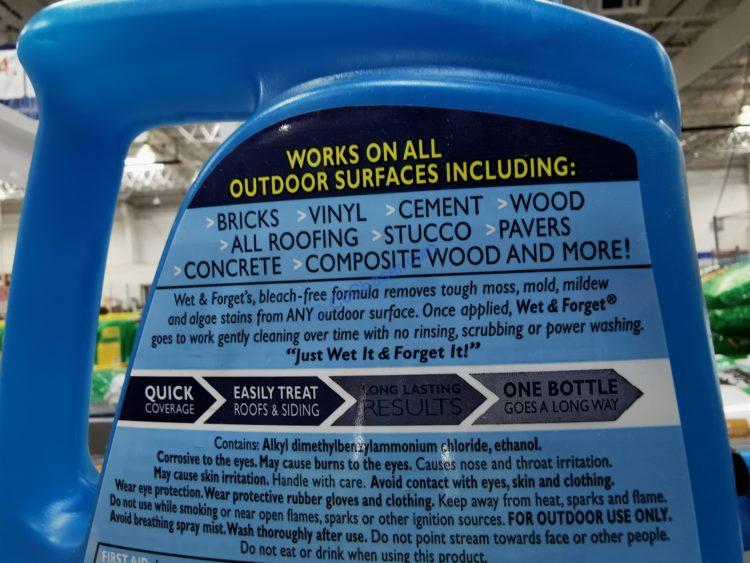 WORKS ON ALL
OUTDOOR SURFACES INCLUDING:
>BRICKS >VINYL >CEMENT >WOOD
>ALL ROOFING >STUCCO >PAVERS
>CONCRETE >COMPOSITE WOOD AND MORE!
Wet & Forget's, bleach-free formula removes tough moss, mold, mildew
and algae stains from ANY outdoor surface. Once applied, Wet & Forget®
goes to work gently cleaning over time with no rinsing, scrubbing or power washing.
"Just Wet It & Forget It!"
QUICK COVERAGE
EASILY TREAT ROOFS & SIDING
LONG LASTING RESULTS
ONE BOTTLE GOES A LONG WAY
Contains: Alkyl dimethylbenzylammonium chloride, ethanol.
Corrosive to the eyes. May cause burns to the eyes. Causes nose and throat irritation.
May cause skin irritation. Handle with care. Avoid contact with eyes, skin and clothing.
Wear eye protection. Wear protective rubber gloves and clothing. Keep away from heat, sparks and flame.
Do not use while smoking or near open flames, sparks or other ignition sources. FOR OUTDOOR USE ONLY.
Avoid breathing spray mist. Wash thoroughly after use. Do not point stream towards face or other people.
Do not eat or drink when using this product.
FIRST AID: